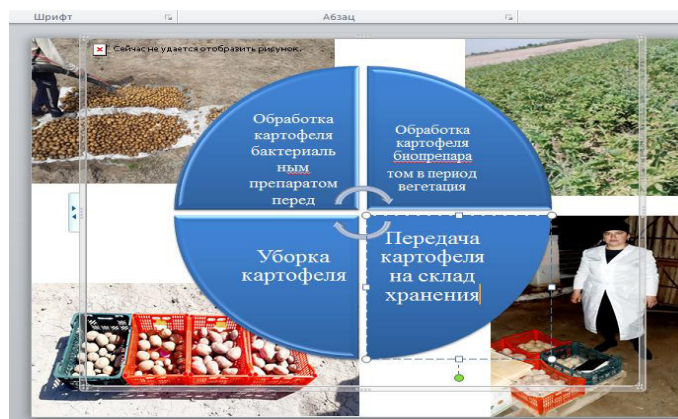 Шрифт
Абзац
Сейчас не удается отобразить рисунок.
Обработка
картофеля
бактериаль
ным
препаратом
перед
Обработка
картофеля
биопрепара
том в период
вегетация
Уборка
картофеля
Передача
картофеля
на склад
хранения